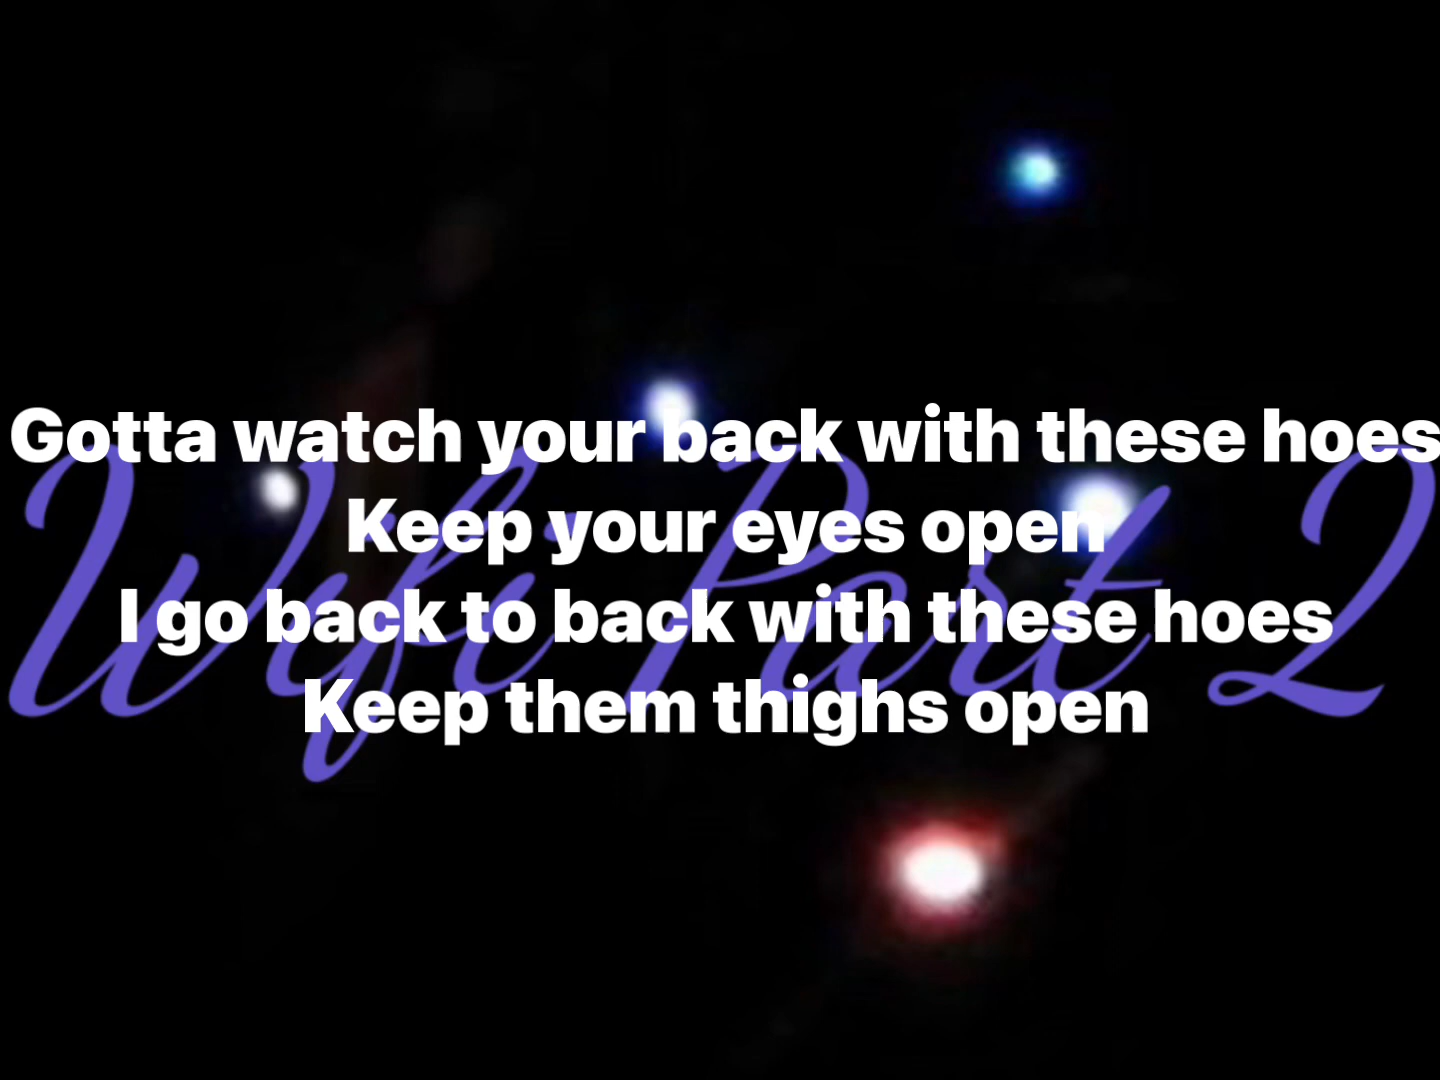 Gotta watch your back with these hoes
Keep your eyes open
I go back to back with these hoes
Keep them thighs open
Wifi Part 2